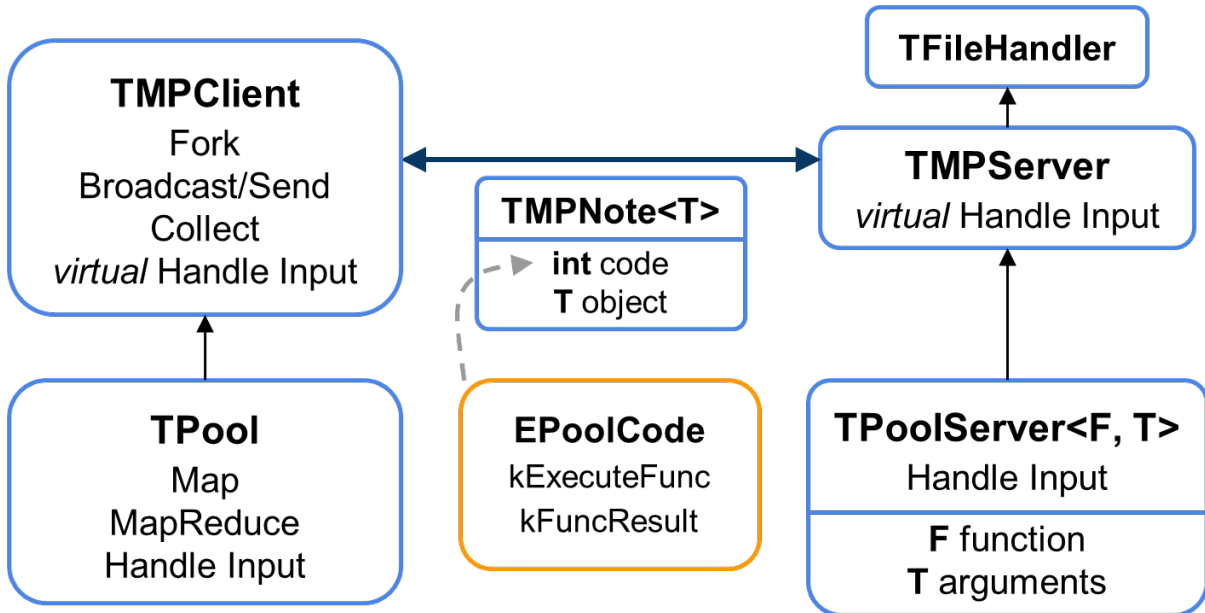 TMPClient
Fork
Broadcast/Send
Collect
virtual Handle Input
TFileHandler
TMPServer
virtual Handle Input
TMPNote<T>
int code
T object
TPool
Map
MapReduce
Handle Input
EPoolCode
kExecuteFunc
kFuncResult
TPoolServer<F, T>
Handle Input
F function
T arguments